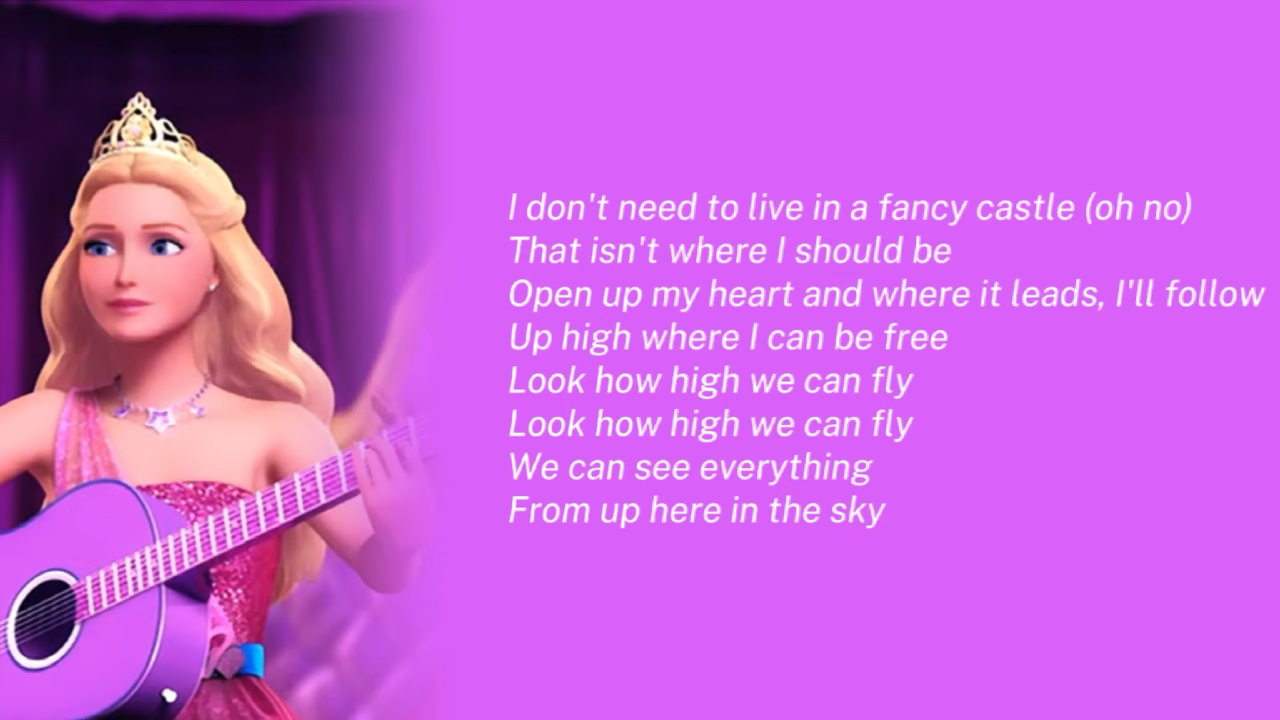 I don't need to live in a fancy castle (oh no)
That isn't where I should be
Open up my heart and where it leads, I'll follow
Up high where I can be free
Look how high we can fly
Look how high we can fly
We can see everything
From up here in the sky